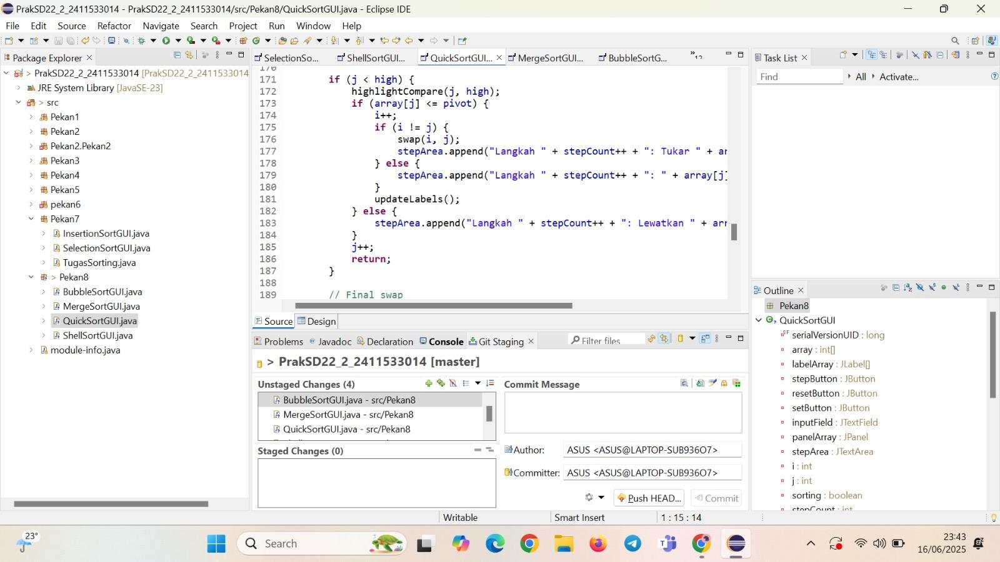 PrakSD22_2_2411533014 - PrakSD22_2_2411533014/src/Pekan8/QuickSortGUI.java - Eclipse IDE
File Edit Source Refactor Navigate Search Project Run Window Help
Package Explorer
> PrakSD22_2_2411533014 [PrakSD22_2_2411533014
JRE System Library [JavaSE-23]
> src
Pekan1
Pekan2
Pekan2.Pekan2
Pekan3
Pekan4
Pekan5
pekan6
Pekan7
InsertionSortGUI.java
SelectionSortGUI.java
TugasSorting.java
> Pekan8
BubbleSortGUI.java
MergeSortGUI.java
QuickSortGUI.java
ShellSortGUI.java
module-info.java
SelectionSo... ShellSortGUI... QuickSortGUI... MergeSortGUI... BubbleSortG... »12
170
171 if (j < high) {
172 highlightCompare(j, high);
173 if (array[j] <= pivot) {
174 i++;
175 if (i != j) {
176 swap(i, j);
177 stepArea.append("Langkah " + stepCount++ + ": Tukar " + ar
178 } else {
179 stepArea.append("Langkah " + stepCount++ + ": " + array[j]
180 }
181 updateLabels();
182 } else {
183 stepArea.append("Langkah " + stepCount++ + ": Lewatkan " + arr
184 }
185 j++;
186 return;
187 }
188
189 // Final swap
Source Design
Problems Javadoc Declaration Console Git Staging Filter files
> PrakSD22_2_2411533014 [master]
Unstaged Changes (4)
BubbleSortGUI.java - src/Pekan8
MergeSortGUI.java - src/Pekan8
QuickSortGUI.java - src/Pekan8
Staged Changes (0)
Commit Message
Author: ASUS <ASUS@LAPTOP-SUB936O7>
Committer: ASUS <ASUS@LAPTOP-SUB936O7>
Push HEAD... Commit
Task List
Find All Activate...
Outline
Pekan8
QuickSortGUI
serialVersionUID : long
array : int[]
labelArray : JLabel[]
stepButton : JButton
resetButton : JButton
setButton : JButton
inputField : JTextField
panelArray : JPanel
stepArea : JTextArea
i : int
j : int
sorting : boolean
stepCount : int
Writable Smart Insert 1 : 15 : 14
23°
Search
23:43
16/06/2025